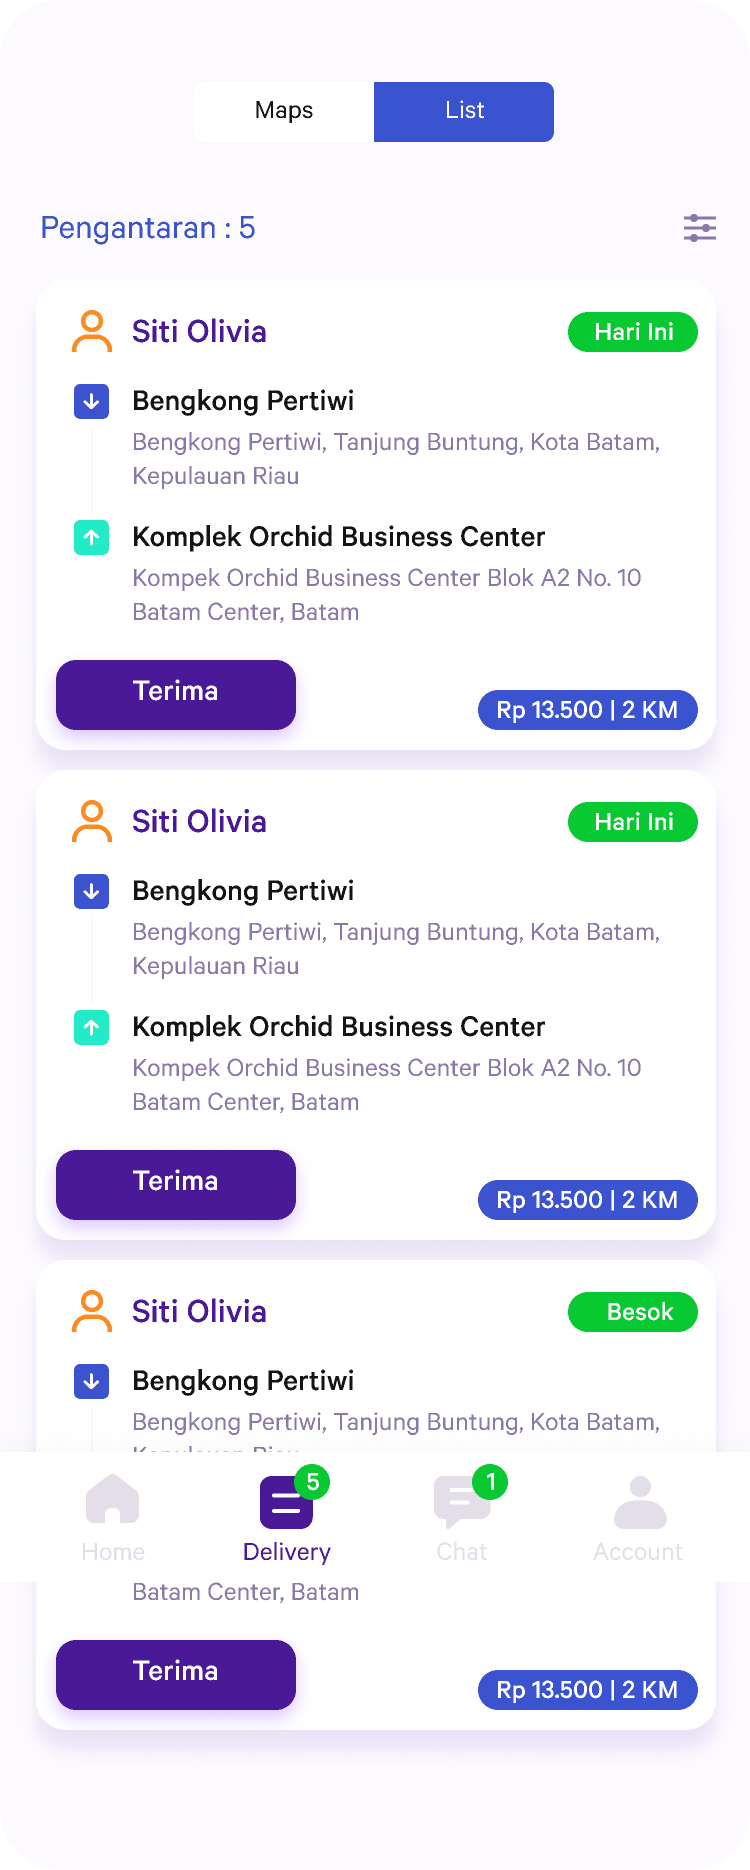 Maps
List
Pengantaran : 5
Siti Olivia
Hari Ini
Bengkong Pertiwi
Bengkong Pertiwi, Tanjung Buntung, Kota Batam,
Kepulauan Riau
Komplek Orchid Business Center
Kompek Orchid Business Center Blok A2 No. 10
Batam Center, Batam
Terima
Rp 13.500 | 2 KM
Siti Olivia
Hari Ini
Bengkong Pertiwi
Bengkong Pertiwi, Tanjung Buntung, Kota Batam,
Kepulauan Riau
Komplek Orchid Business Center
Kompek Orchid Business Center Blok A2 No. 10
Batam Center, Batam
Terima
Rp 13.500 | 2 KM
Siti Olivia
Besok
Bengkong Pertiwi
Bengkong Pertiwi, Tanjung Buntung, Kota Batam,
5
1
Home
Delivery
Chat
Account
Batam Center, Batam
Terima
Rp 13.500 | 2 KM